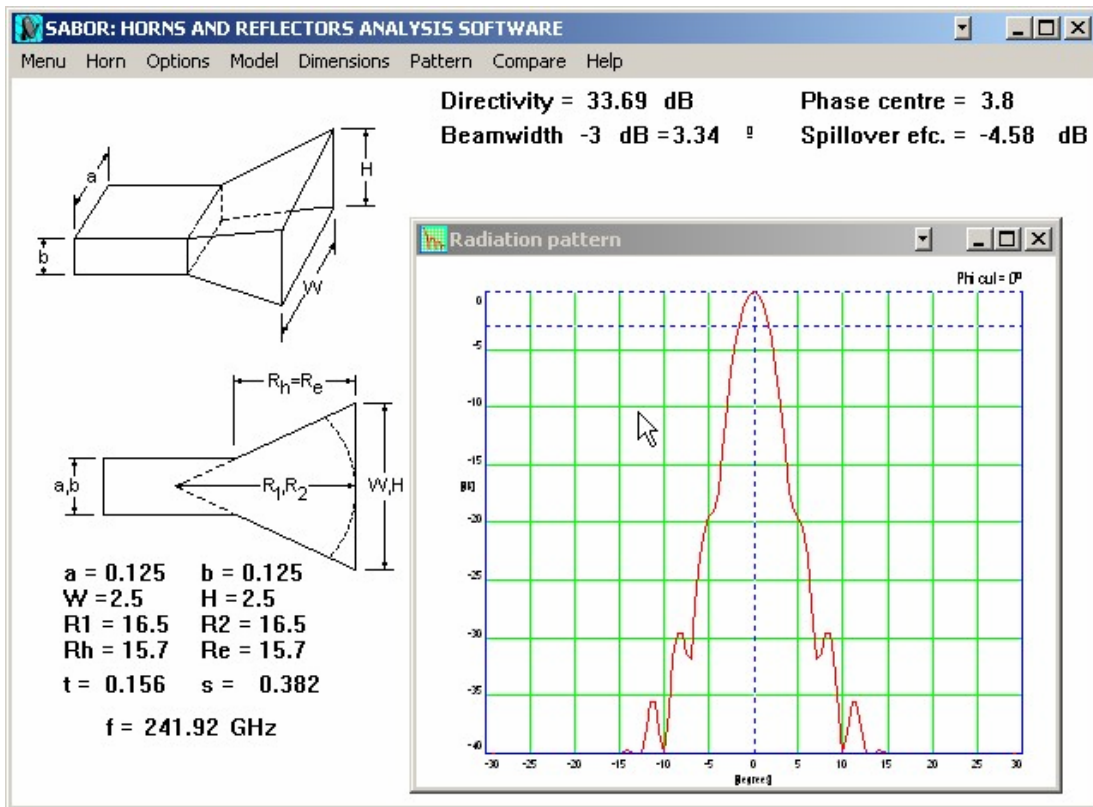 SABOR: HORNS AND REFLECTORS ANALYSIS SOFTWARE
Menu Horn Options Model Dimensions Pattern Compare Help
Directivity = 33.69 dB Phase centre = 3.8
Beamwidth -3 dB =3.34 º Spillover efc. = -4.58 dB
a
H
b
W
Rh=Re
a,b
R1,R2
W,H
a = 0.125 b = 0.125
W =2.5 H = 2.5
R1 = 16.5 R2 = 16.5
Rh = 15.7 Re = 15.7
t = 0.156 s = 0.382
f = 241.92 GHz
Radiation pattern
Phi cut = 0º
0
-5
-10
-15
-20
-25
-30
-35
-40
-30 -25 -20 -15 -10 -5 0 5 10 15 20 25 30